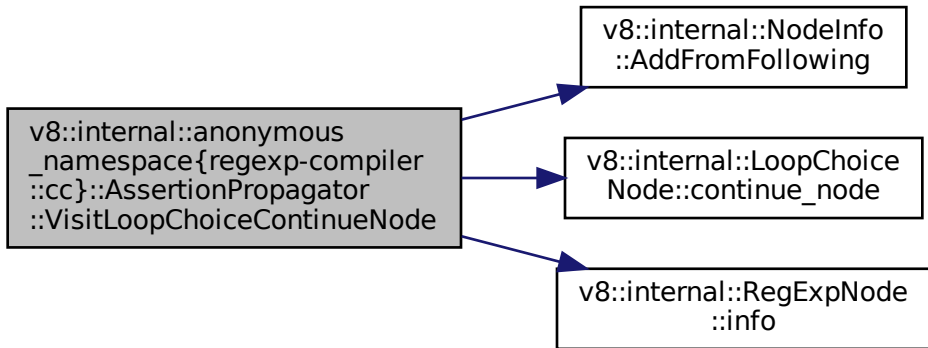 v8::internal::anonymous
_namespace{regexp-compiler
::cc}::AssertionPropagator
::VisitLoopChoiceContinueNode
v8::internal::NodeInfo
::AddFromFollowing
v8::internal::LoopChoice
Node::continue_node
v8::internal::RegExpNode
::info